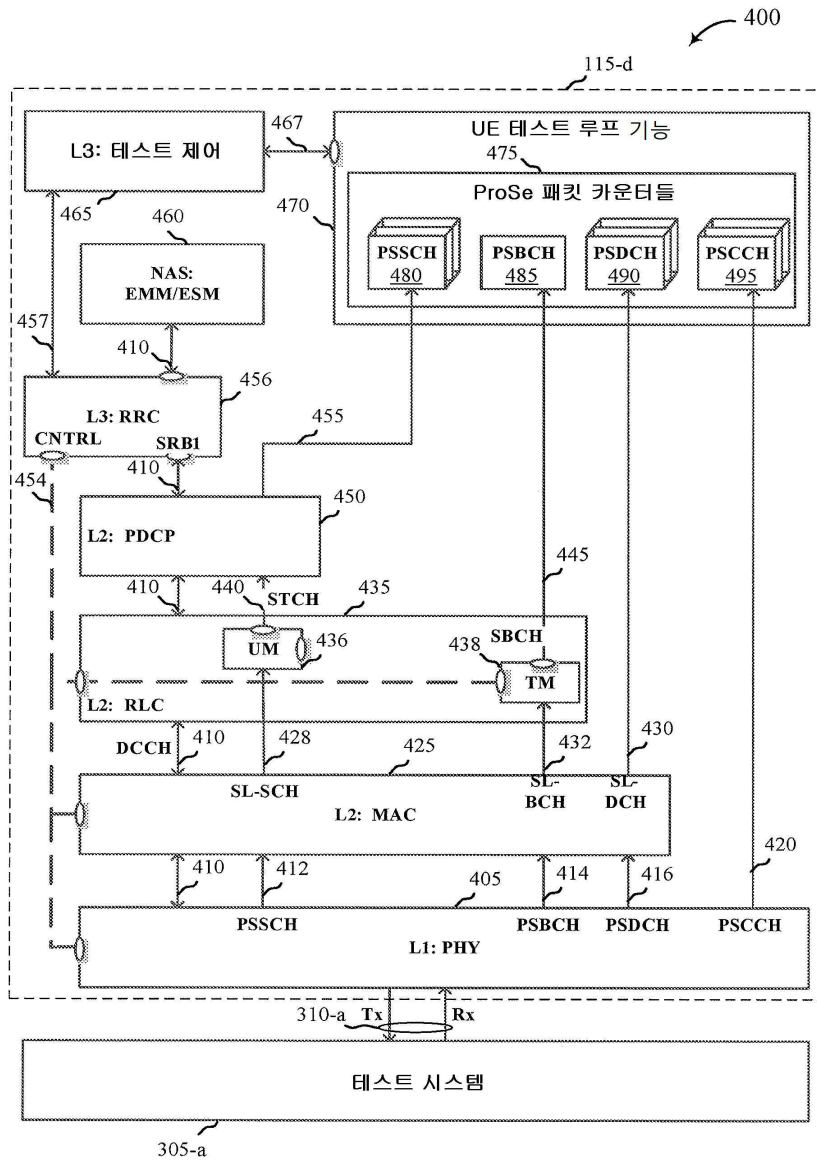 400
115-d
L3: 테스트 제어
467
UE 테스트 루프 기능
475
ProSe 패킷 카운터들
465
470
460
PSSCH
480
PSBCH
485
PSDCH
490
PSCCH
495
NAS:
EMM/ESM
457
410
456
L3: RRC
CNTRL
SRB1
455
454
410
450
L2: PDCP
445
410
440
STCH
435
UM
436
SBCH
438
TM
L2: RLC
DCCH
410
428
425
432
430
SL-SCH
SL-
BCH
SL-
DCH
L2: MAC
420
410
412
405
414
416
PSSCH
PSBCH
PSDCH
PSCCH
L1: PHY
310-a
Tx
Rx
테스트 시스템
305-a